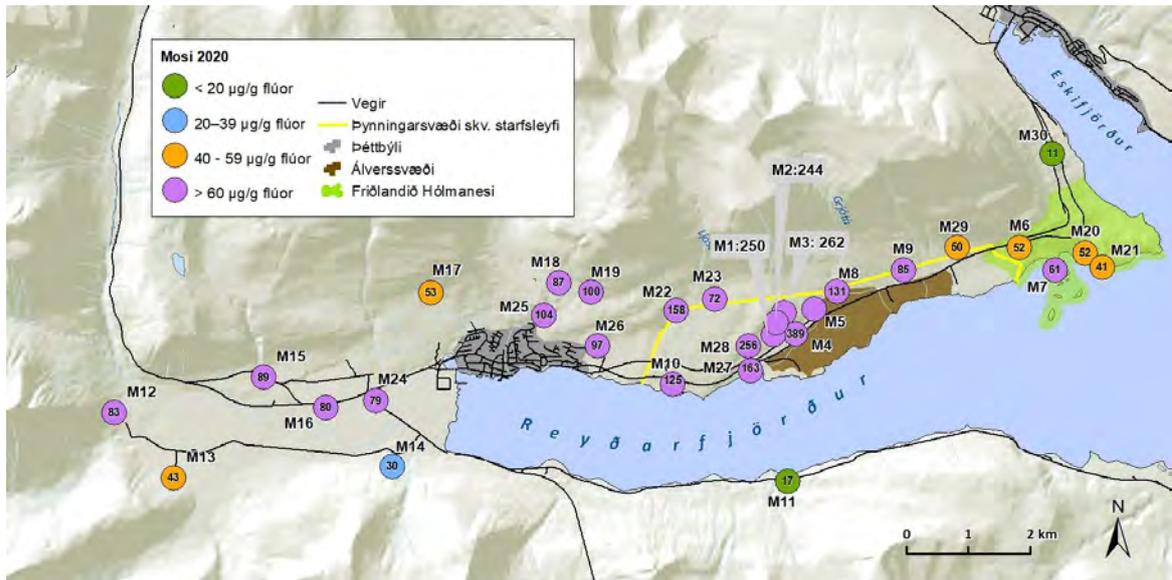 Mosi 2020
< 20 µg/g flúor
20–39 µg/g flúor
40 - 59 µg/g flúor
> 60 µg/g flúor
Vegir
Þynningarsvæði skv. starfsleyfi
Þéttbýli
Álverssvæði
Friðlandið Hólmanesi
Eskifjörður
M30
11
M2:244
Grjótá
M1:250
M3: 262
M29
50
M6
52
M20
52
M21
41
M7
61
M9
85
M8
131
M5
M4
389
M23
72
M22
158
M28
256
M27
163
M10
125
M18
87
M19
100
M17
53
M25
104
M26
97
M15
89
M24
79
M16
80
M12
83
M13
43
M14
30
Reyðarfjörður
M11
17
N
0 1 2 km